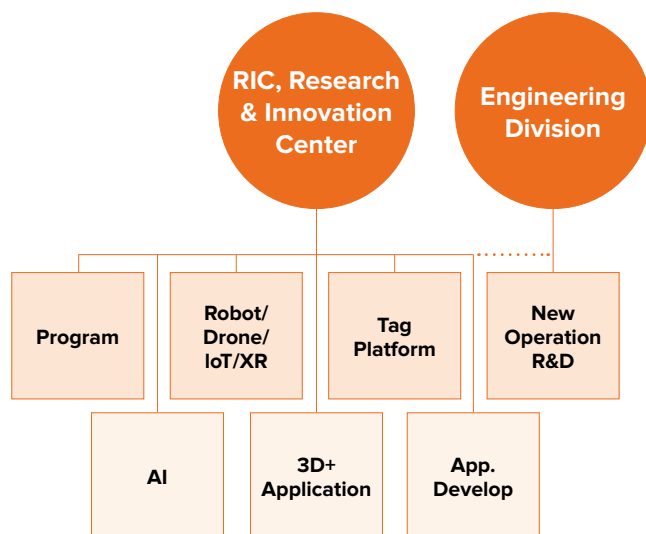 RIC, Research
& Innovation
Center
Engineering
Division
Program
Robot/
Drone/
IoT/XR
Tag
Platform
New
Operation
R&D
AI
3D+
Application
App.
Develop